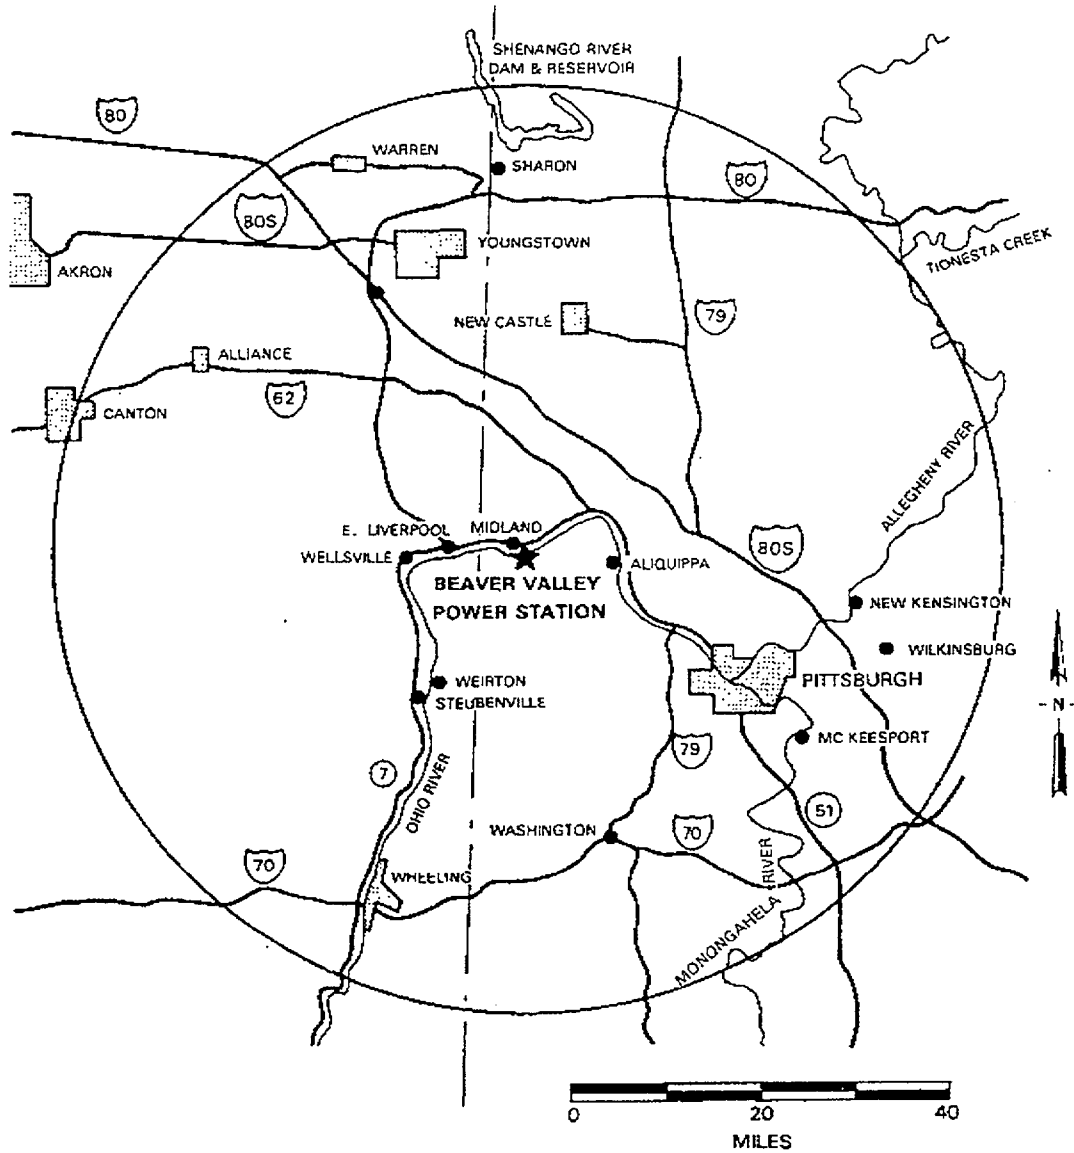 SHENANGO RIVER
DAM & RESERVOIR
80
WARREN
SHARON
80
80S
YOUNGSTOWN
TIONESTA CREEK
AKRON
NEW CASTLE
79
ALLIANCE
62
CANTON
ALLEGHENY RIVER
E. LIVERPOOL
MIDLAND
WELLSVILLE
80S
ALIQUIPPA
BEAVER VALLEY
POWER STATION
NEW KENSINGTON
WILKINSBURG
WEIRTON
PITTSBURGH
STEUBENVILLE
- N -
MC KEESPORT
79
7
OHIO RIVER
51
WASHINGTON
70
70
WHEELING
MONONGAHELA RIVER
0 20 40
MILES